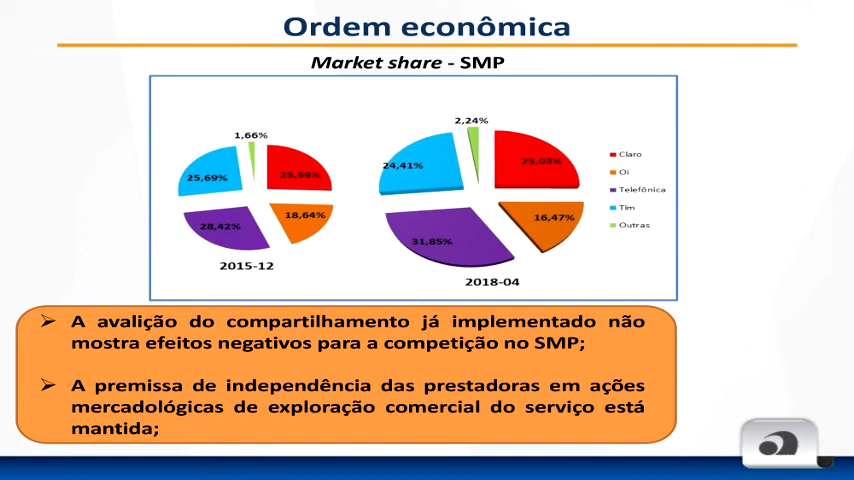 Ordem econômica
Market share - SMP
1,66%
25,69%
25,59%
28,42%
18,64%
2015-12
2,24%
24,41%
25,03%
31,85%
16,47%
2018-04
Claro
Oi
Telefônica
Tim
Outras
A avalição do compartilhamento já implementado não
mostra efeitos negativos para a competição no SMP;
A premissa de independência das prestadoras em ações
mercadológicas de exploração comercial do serviço está
mantida;